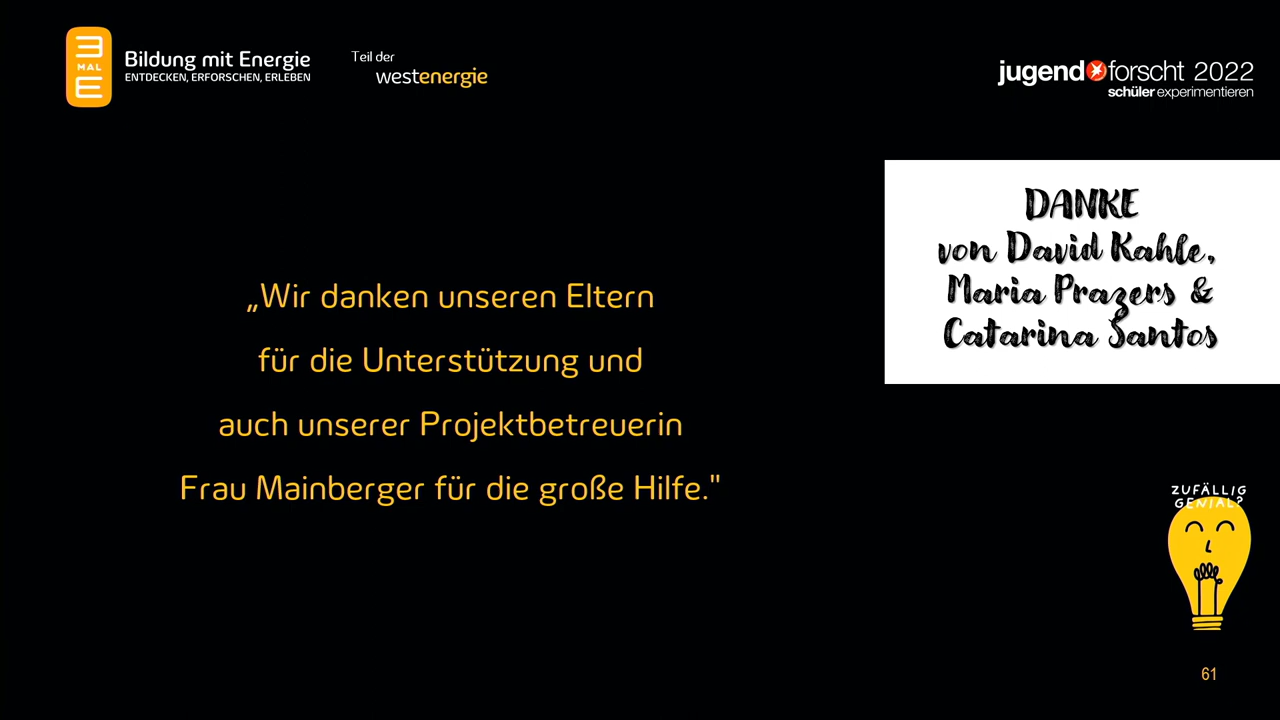 3
MAL
E
Bildung mit Energie
ENTDECKEN, ERFORSCHEN, ERLEBEN
Teil der
westenergie
jugend forscht 2022
schüler experimentieren
DANKE
von David Kahle,
Maria Prazers &
Catarina Santos
„Wir danken unseren Eltern
für die Unterstützung und
auch unserer Projektbetreuerin
Frau Mainberger für die große Hilfe."
ZUFÄLLIG
GENIAL?
61